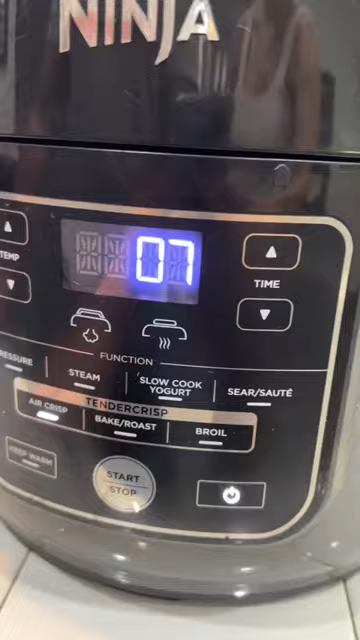 NINJA
07
TEMP
TIME
FUNCTION
PRESSURE
STEAM
SLOW COOK
YOGURT
SEAR/SAUTÉ
TENDERCRISP
AIR CRISP
BAKE/ROAST
BROIL
KEEP WARM
START
STOP